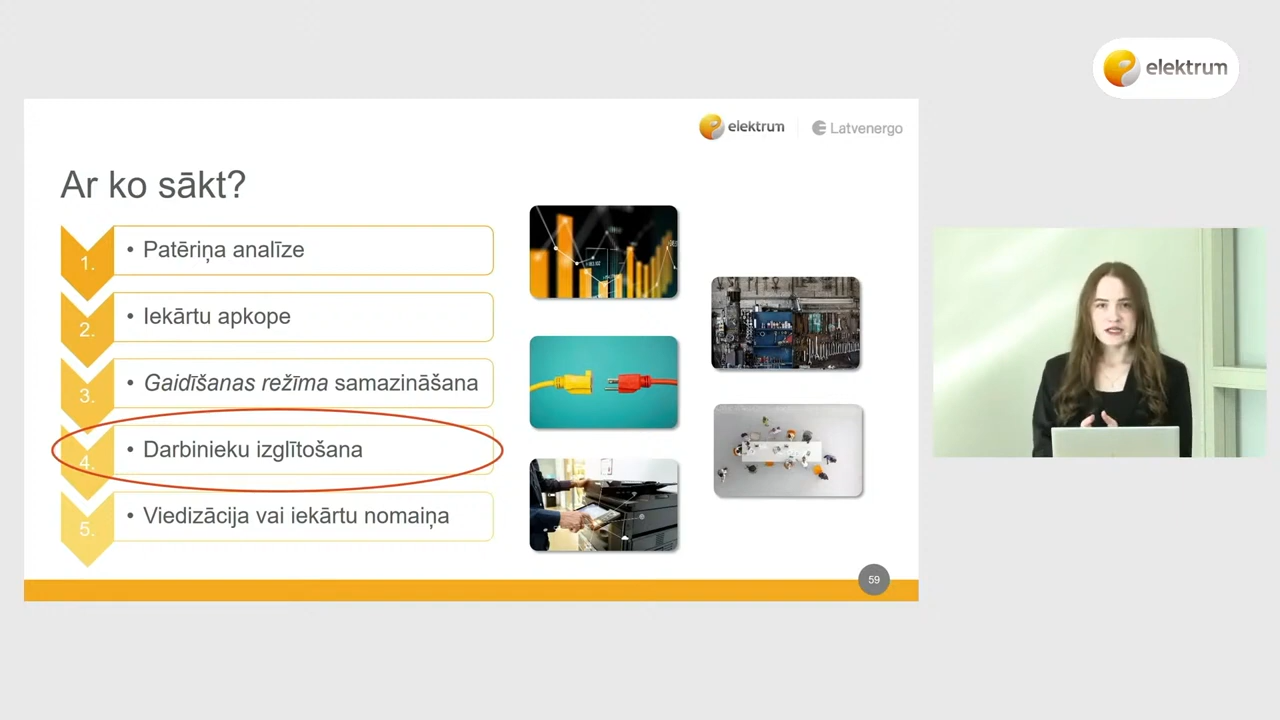 elektrum
elektrum
Latvenergo
Ar ko sākt?
1.
• Patēriņa analīze
2.
• Iekārtu apkope
3.
• Gaidīšanas režīma samazināšana
4.
• Darbinieku izglītošana
5.
• Viedizācija vai iekārtu nomaiņa
59